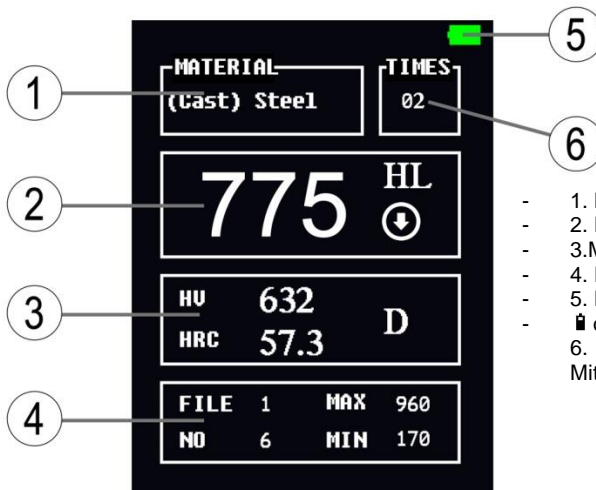 5
MATERIAL TIMES
1 (Cast) Steel 02
6
2 775 HL
- 1.
- 2.
- 3.
- 4.
- 5.
-
6.
3 HV 632 D
HRC 57.3
4 FILE 1 MAX 960
NO 6 MIN 170